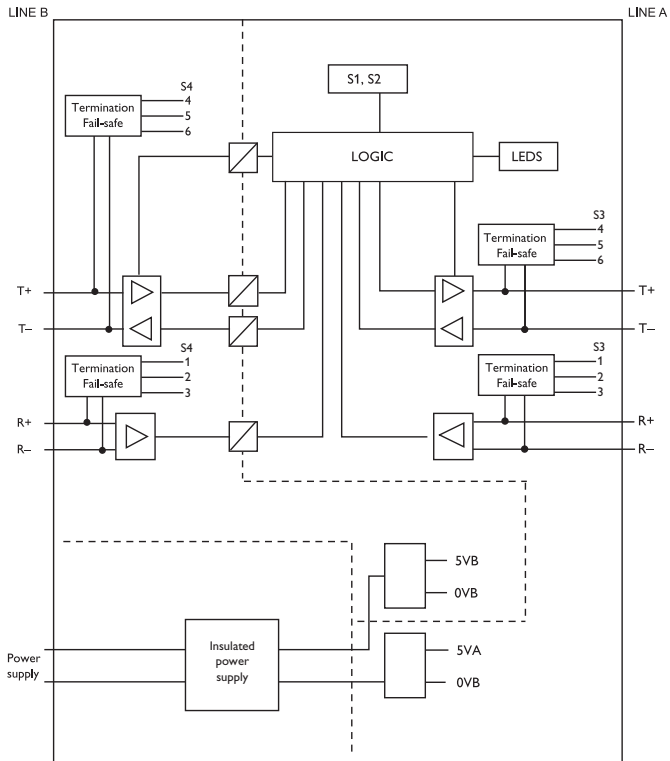 LINE B
LINE A
S1, S2
S4
Termination
Fail-safe
4
5
6
LOGIC
LEDS
S3
Termination
Fail-safe
4
5
6
T+
T+
T–
T–
S4
Termination
Fail-safe
1
2
3
S3
Termination
Fail-safe
1
2
3
R+
R+
R–
R–
5VB
0VB
Power
supply
Insulated
power
supply
5VA
0VB